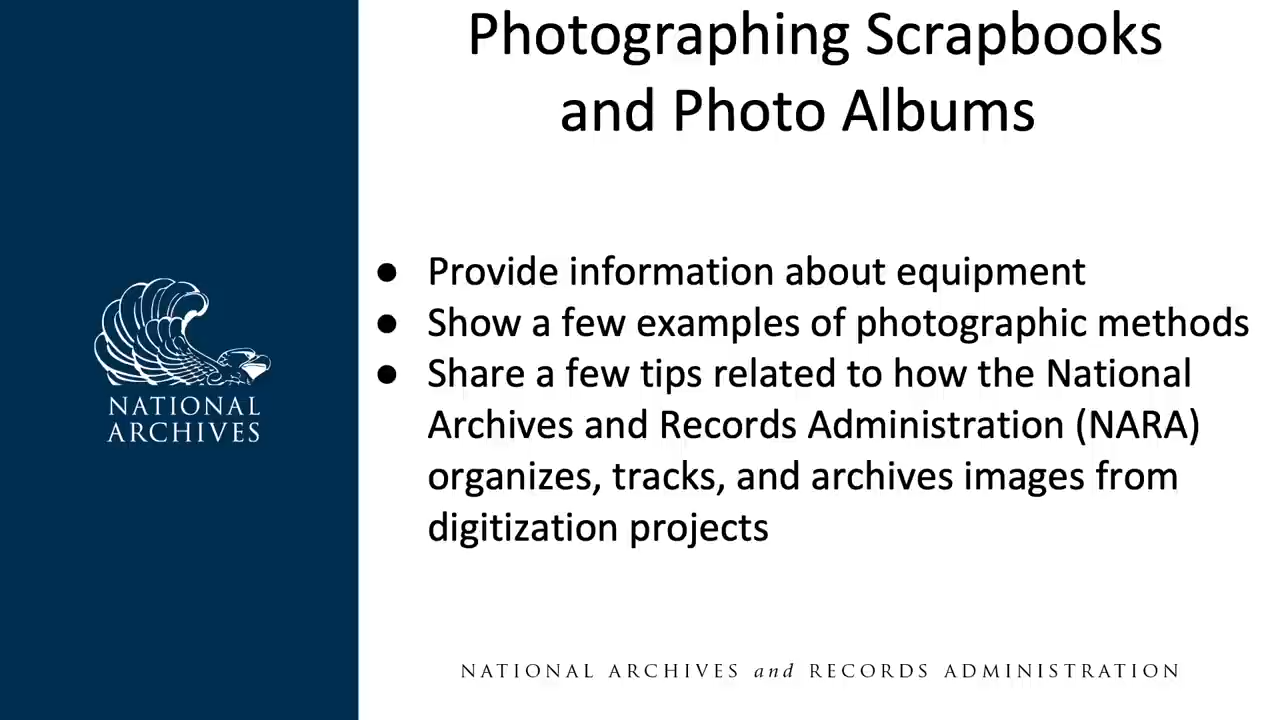 Photographing Scrapbooks
and Photo Albums
● Provide information about equipment
● Show a few examples of photographic methods
● Share a few tips related to how the National
Archives and Records Administration (NARA)
organizes, tracks, and archives images from
digitization projects
NATIONAL
ARCHIVES
NATIONAL ARCHIVES and RECORDS ADMINISTRATION